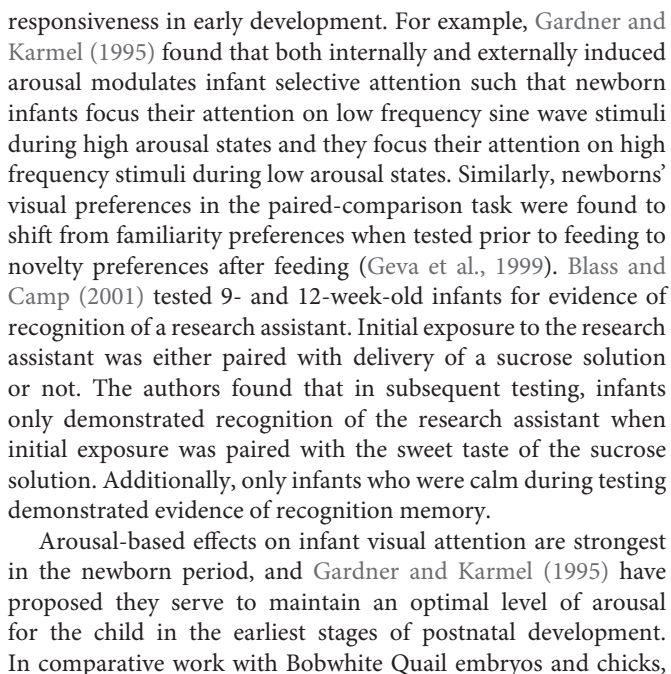 responsiveness in early development. For example, Gardner and
Karmel (1995) found that both internally and externally induced
arousal modulates infant selective attention such that newborn
infants focus their attention on low frequency sine wave stimuli
during high arousal states and they focus their attention on high
frequency stimuli during low arousal states. Similarly, newborns’
visual preferences in the paired-comparison task were found to
shift from familiarity preferences when tested prior to feeding to
novelty preferences after feeding (Geva et al., 1999). Blass and
Camp (2001) tested 9- and 12-week-old infants for evidence of
recognition of a research assistant. Initial exposure to the research
assistant was either paired with delivery of a sucrose solution
or not. The authors found that in subsequent testing, infants
only demonstrated recognition of the research assistant when
initial exposure was paired with the sweet taste of the sucrose
solution. Additionally, only infants who were calm during testing
demonstrated evidence of recognition memory.
Arousal-based effects on infant visual attention are strongest
in the newborn period, and Gardner and Karmel (1995) have
proposed they serve to maintain an optimal level of arousal
for the child in the earliest stages of postnatal development.
In comparative work with Bobwhite Quail embryos and chicks,